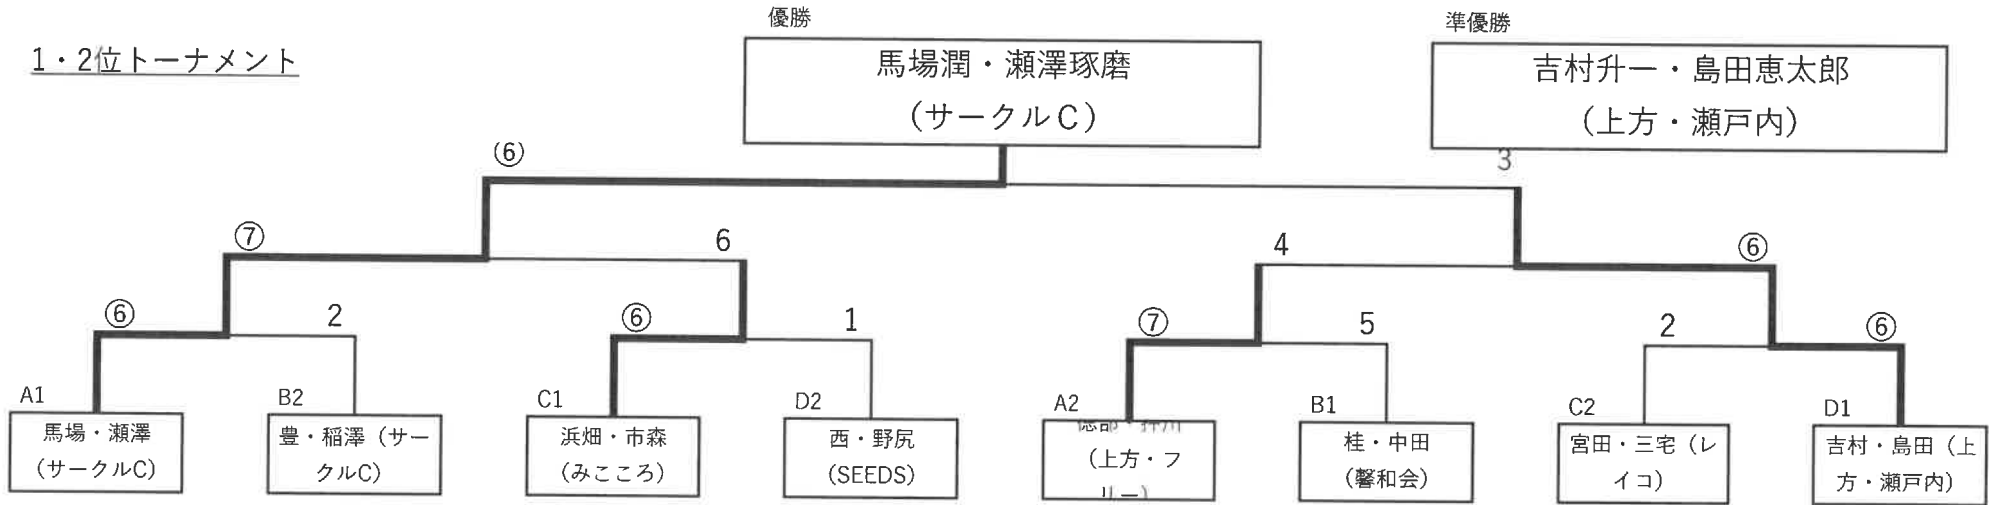 優勝
準優勝
1・2位トーナメント
馬場潤・瀬澤琢磨
(サークルC)
吉村升一・島田恵太郎
(上方・瀬戸内)
⑥
3
⑦
6
4
⑥
⑥
2
⑥
1
⑦
5
2
⑥
A1
B2
C1
D2
A2
B1
C2
D1
馬場・瀬澤
(サークルC)
豊・稲澤（サー
クルC）
浜畑・市森
(みこころ)
西・野尻
(SEEDS)
(上方・フ
リー)
桂・中田
(馨和会)
宮田・三宅（レ
イコ）
吉村・島田（上
方・瀬戸内）